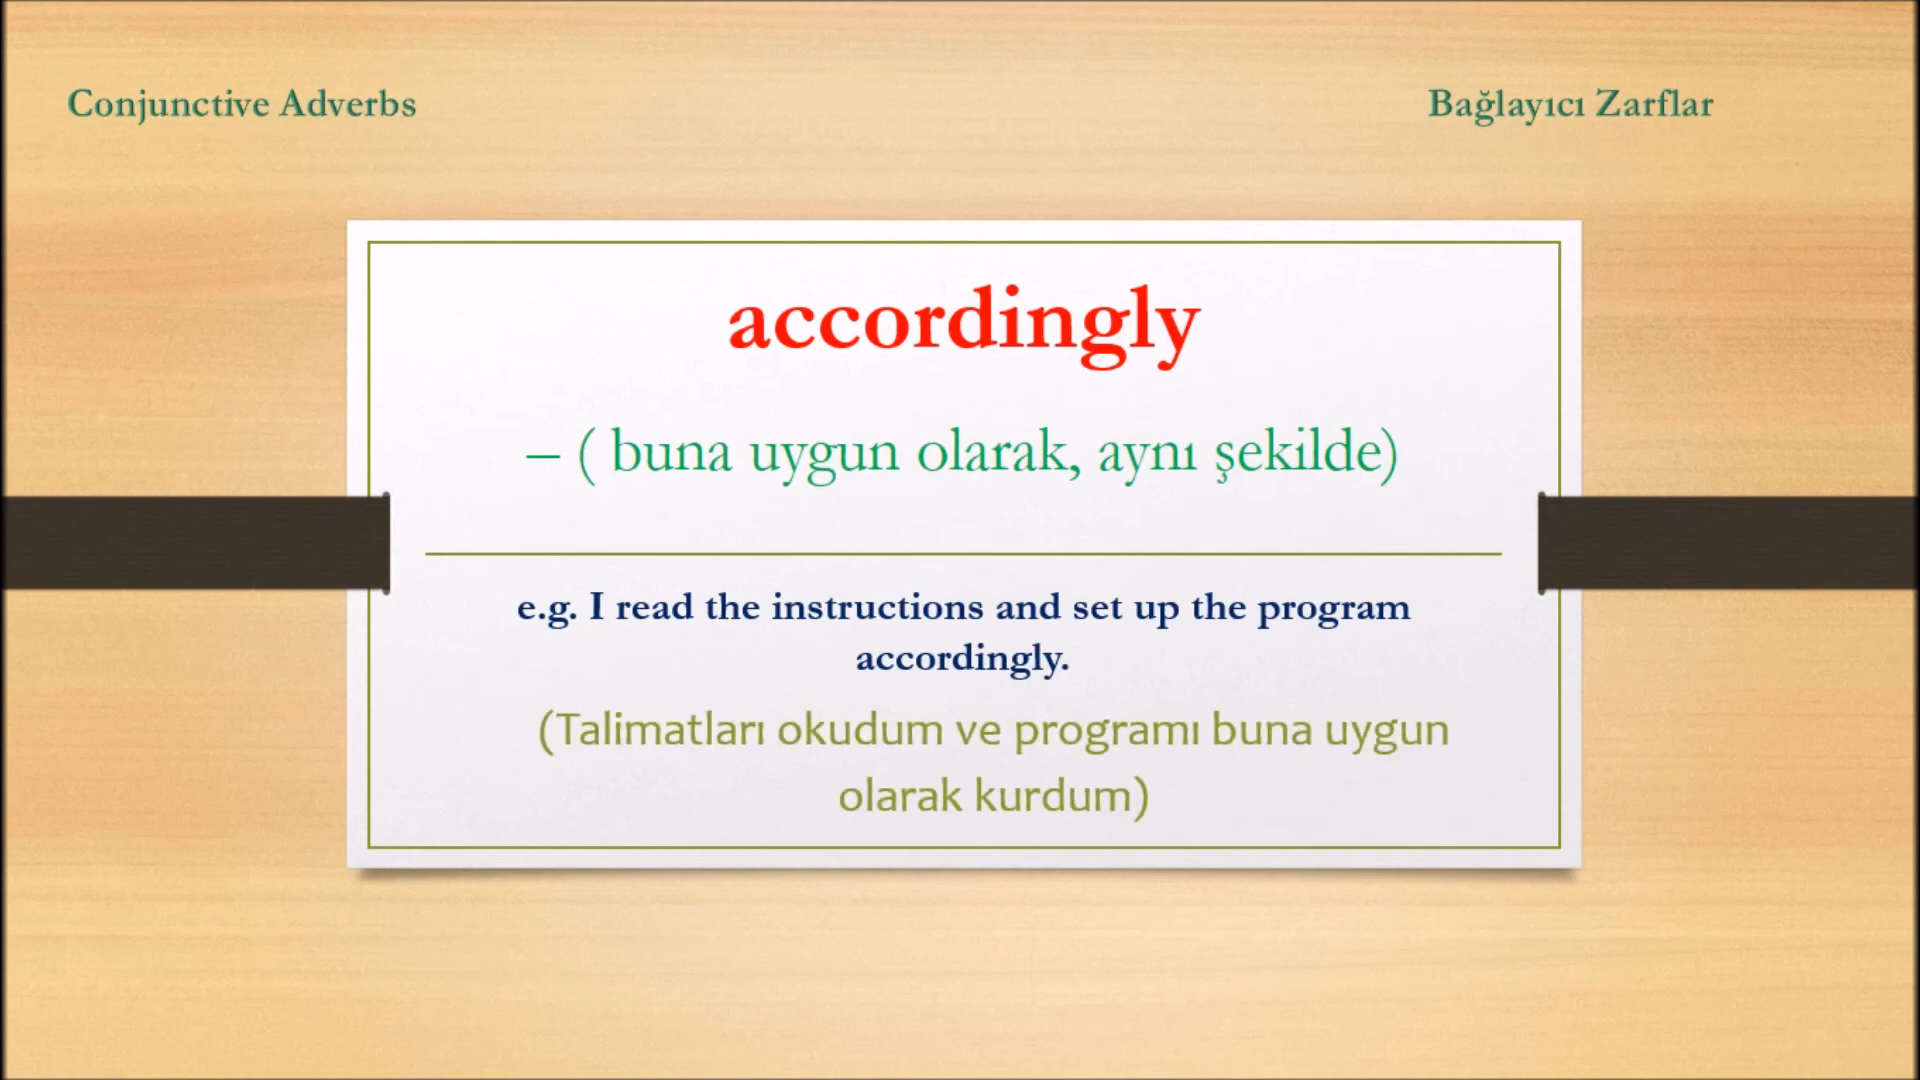 Conjunctive Adverbs
Bağlayıcı Zarflar
accordingly
– ( buna uygun olarak, aynı şekilde)
e.g. I read the instructions and set up the program
accordingly.
(Talimatları okudum ve programı buna uygun
olarak kurdum)